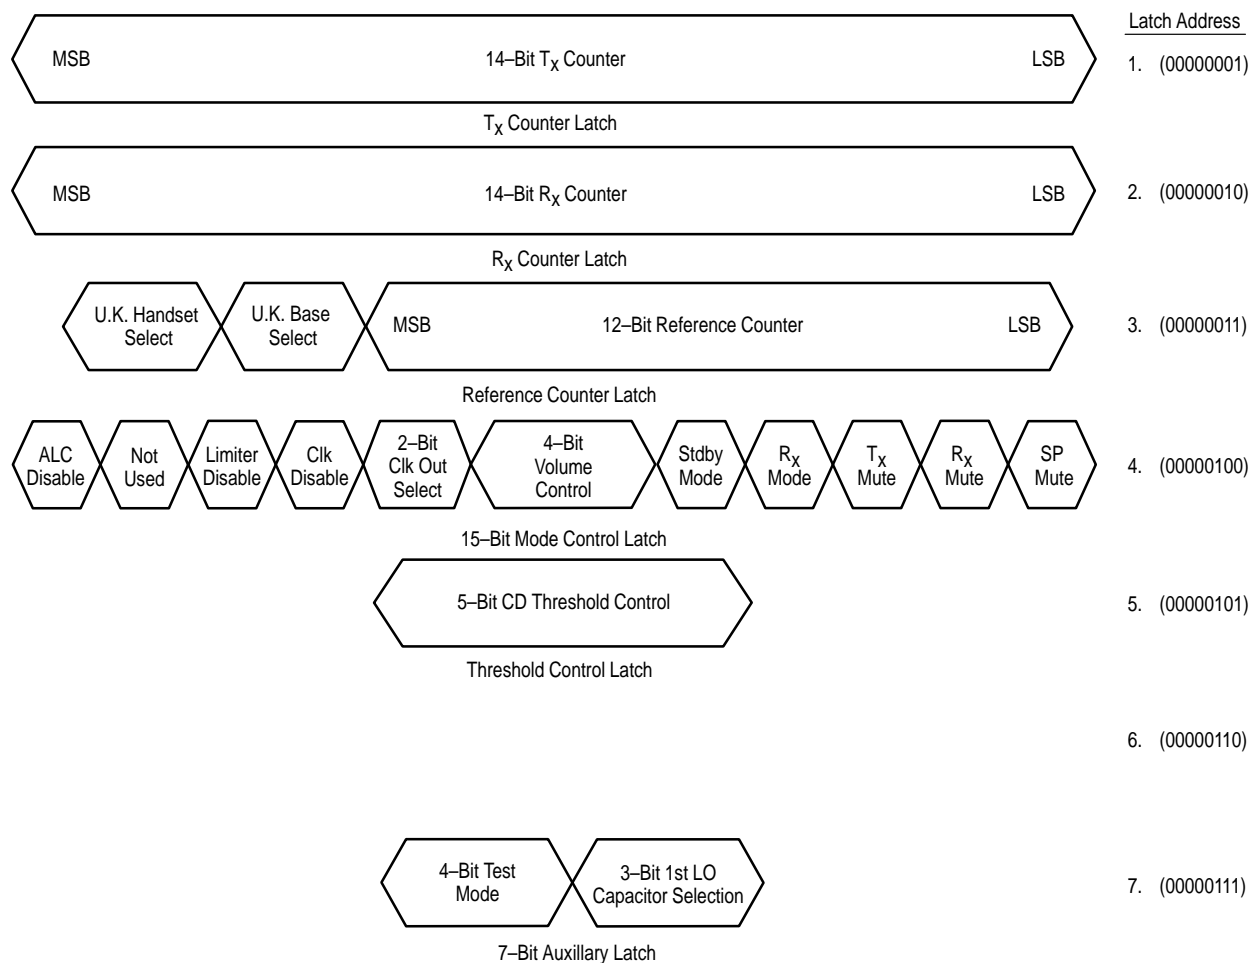 Latch Address
MSB 14–Bit TX Counter LSB 1. (00000001)
TX Counter Latch
MSB 14–Bit RX Counter LSB 2. (00000010)
RX Counter Latch
U.K. Handset Select U.K. Base Select MSB 12–Bit Reference Counter LSB 3. (00000011)
Reference Counter Latch
ALC Disable Not Used Limiter Disable Clk Disable 2–Bit Clk Out Select 4–Bit Volume Control Stdby Mode RX Mode TX Mute RX Mute SP Mute 4. (00000100)
15–Bit Mode Control Latch
5–Bit CD Threshold Control 5. (00000101)
Threshold Control Latch
6. (00000110)
4–Bit Test Mode 3–Bit 1st LO Capacitor Selection 7. (00000111)
7–Bit Auxillary Latch